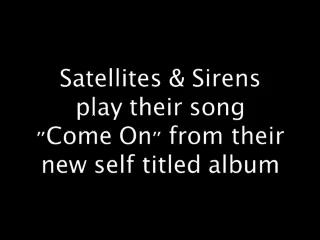 Satellites & Sirens
play their song
"Come On" from their
new self titled album